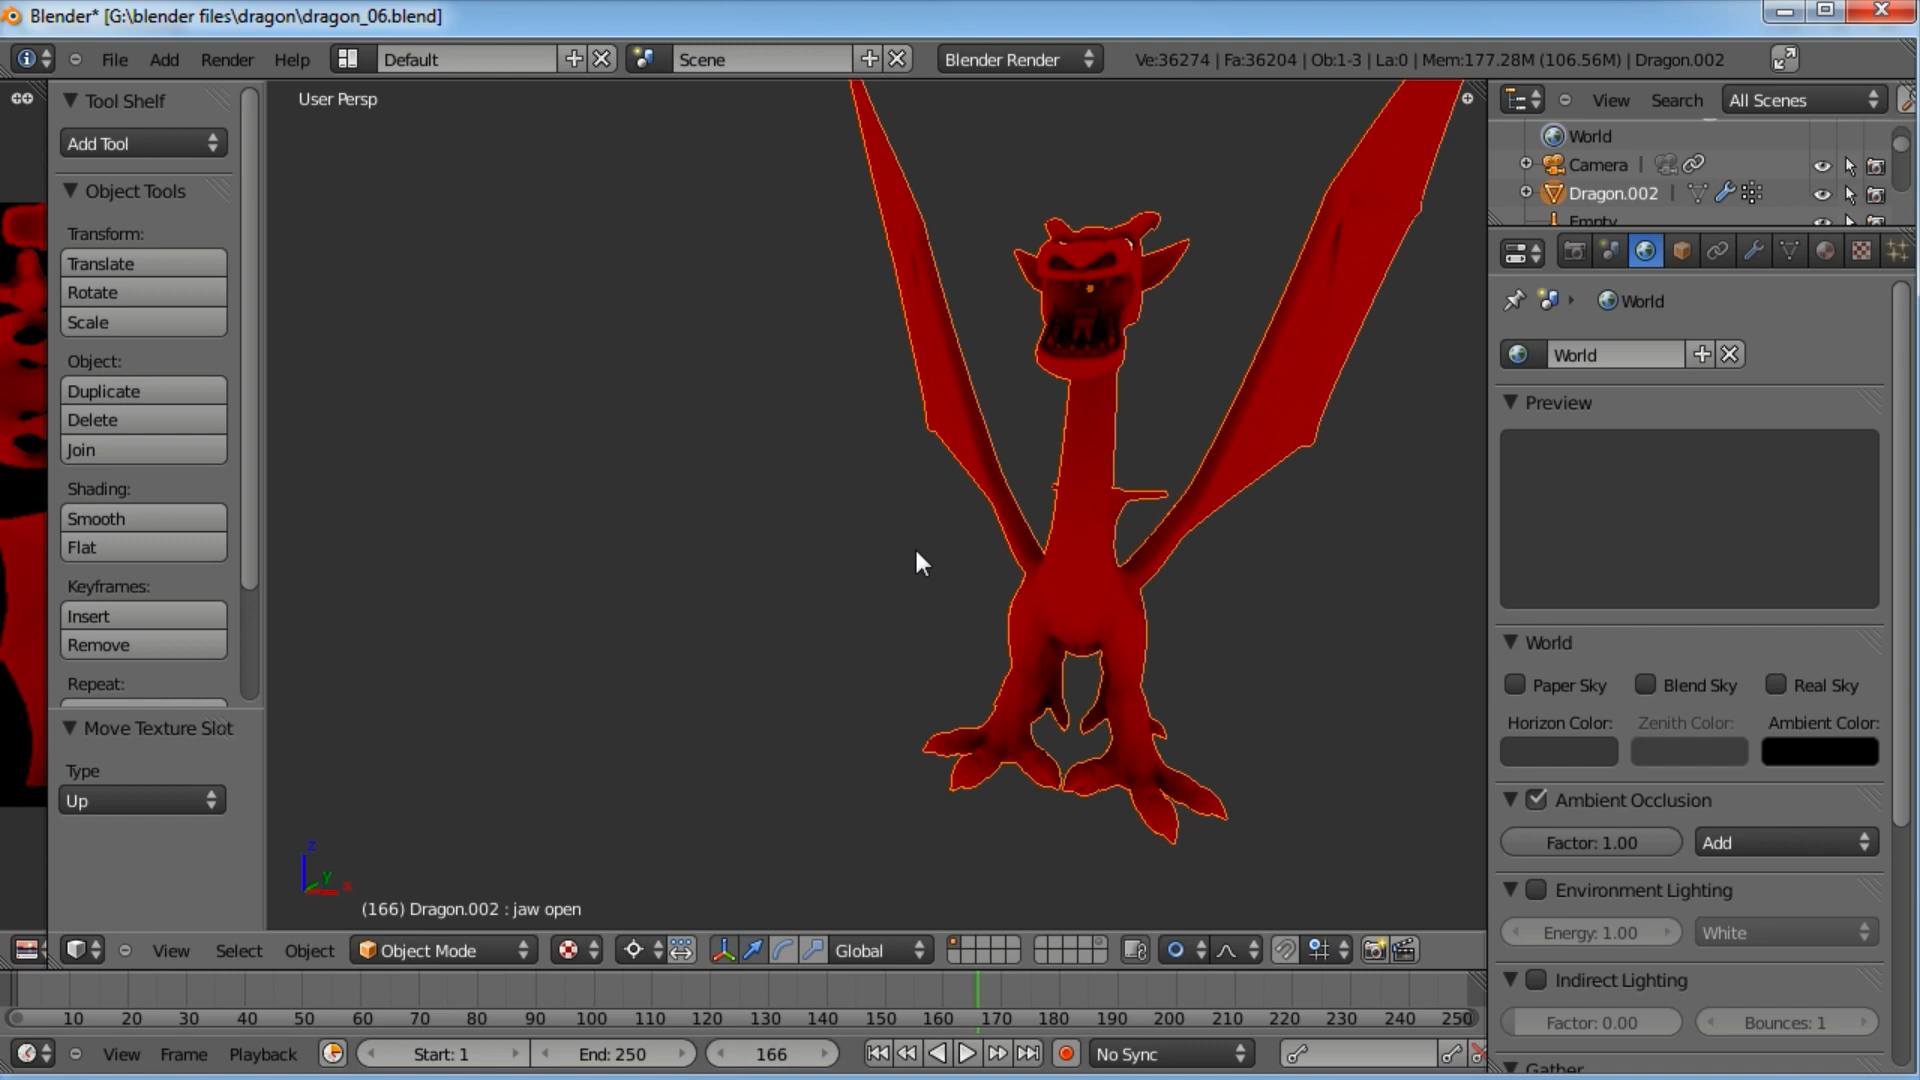 Blender* [G:\blender files\dragon\dragon_06.blend]
File Add Render Help Default Scene Blender Render Ve:36274 | Fa:36204 | Ob:1-3 | La:0 | Mem:177.28M (106.56M) | Dragon.002
Tool Shelf
Add Tool
Object Tools
Transform:
Translate
Rotate
Scale
Object:
Duplicate
Delete
Join
Shading:
Smooth
Flat
Keyframes:
Insert
Remove
Repeat:
Move Texture Slot
Type
Up
User Persp
z
y
x
(166) Dragon.002 : jaw open
View Select Object Object Mode Global
10 20 30 40 50 60 70 80 90 100 110 120 130 140 150 160 170 180 190 200 210 220 230 240 250
View Frame Playback Start: 1 End: 250 166 No Sync
View Search All Scenes
World
Camera
Dragon.002
Empty
World
World
Preview
World
Paper Sky Blend Sky Real Sky
Horizon Color: Zenith Color: Ambient Color:
Ambient Occlusion
Factor: 1.00 Add
Environment Lighting
Energy: 1.00 White
Indirect Lighting
Factor: 0.00 Bounces: 1
Gather